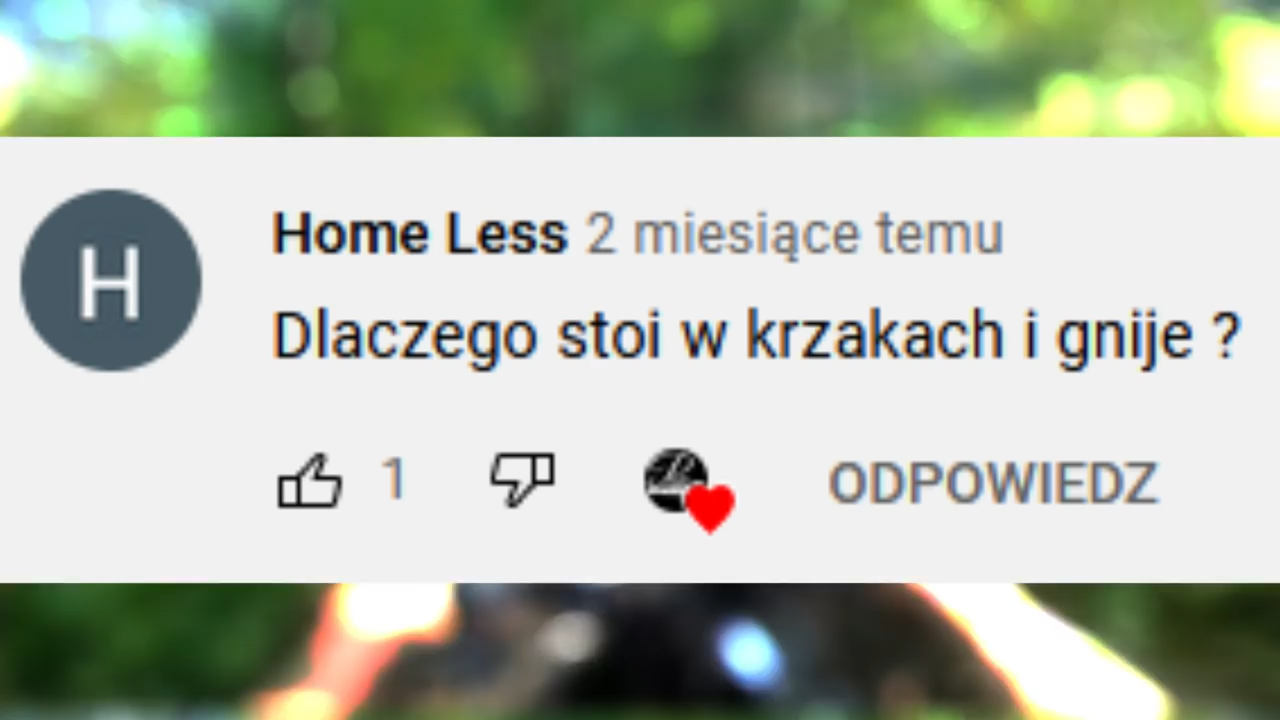 H
Home Less 2 miesiące temu
Dlaczego stoi w krzakach i gnije ?
1
ODPOWIEDZ